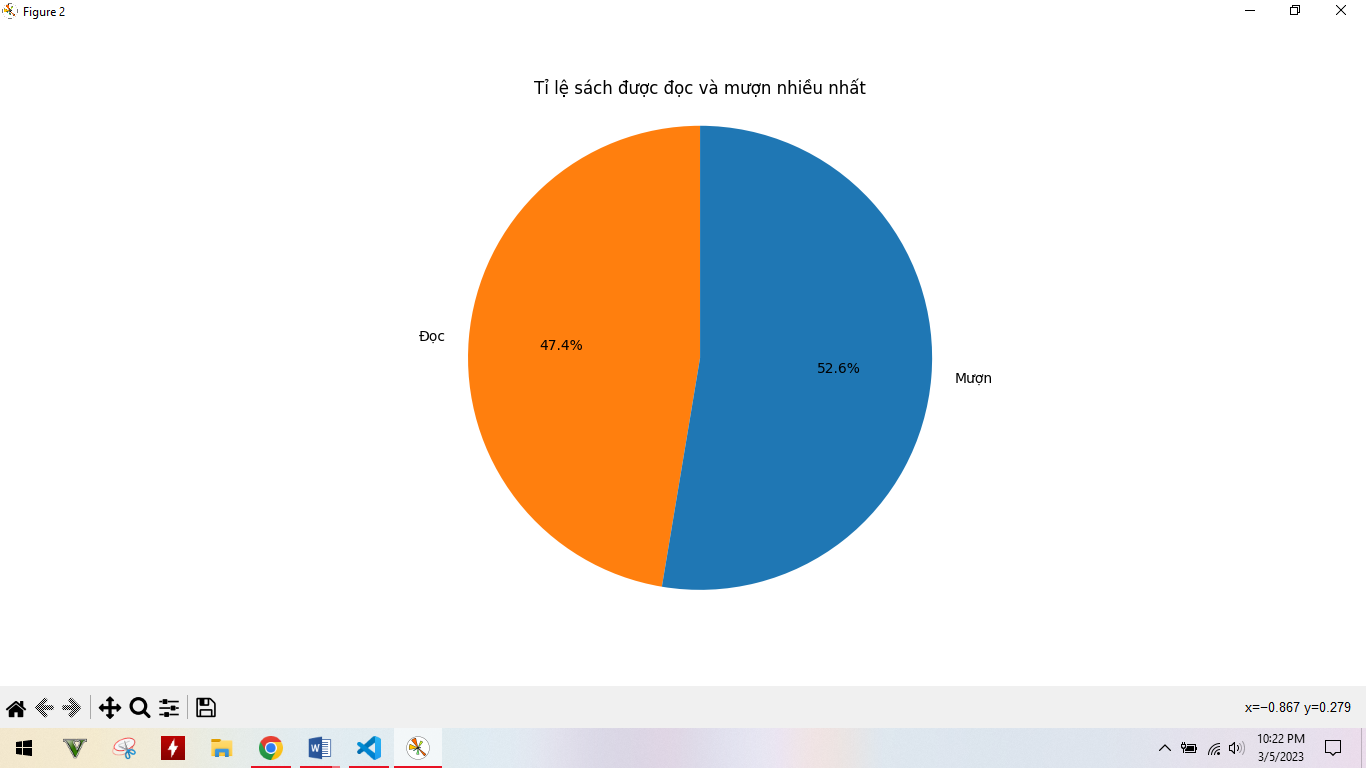 Figure 2
Tỉ lệ sách được đọc và mượn nhiều nhất
Đọc
47.4%
52.6%
Mượn
x=−0.867 y=0.279
10:22 PM
3/5/2023